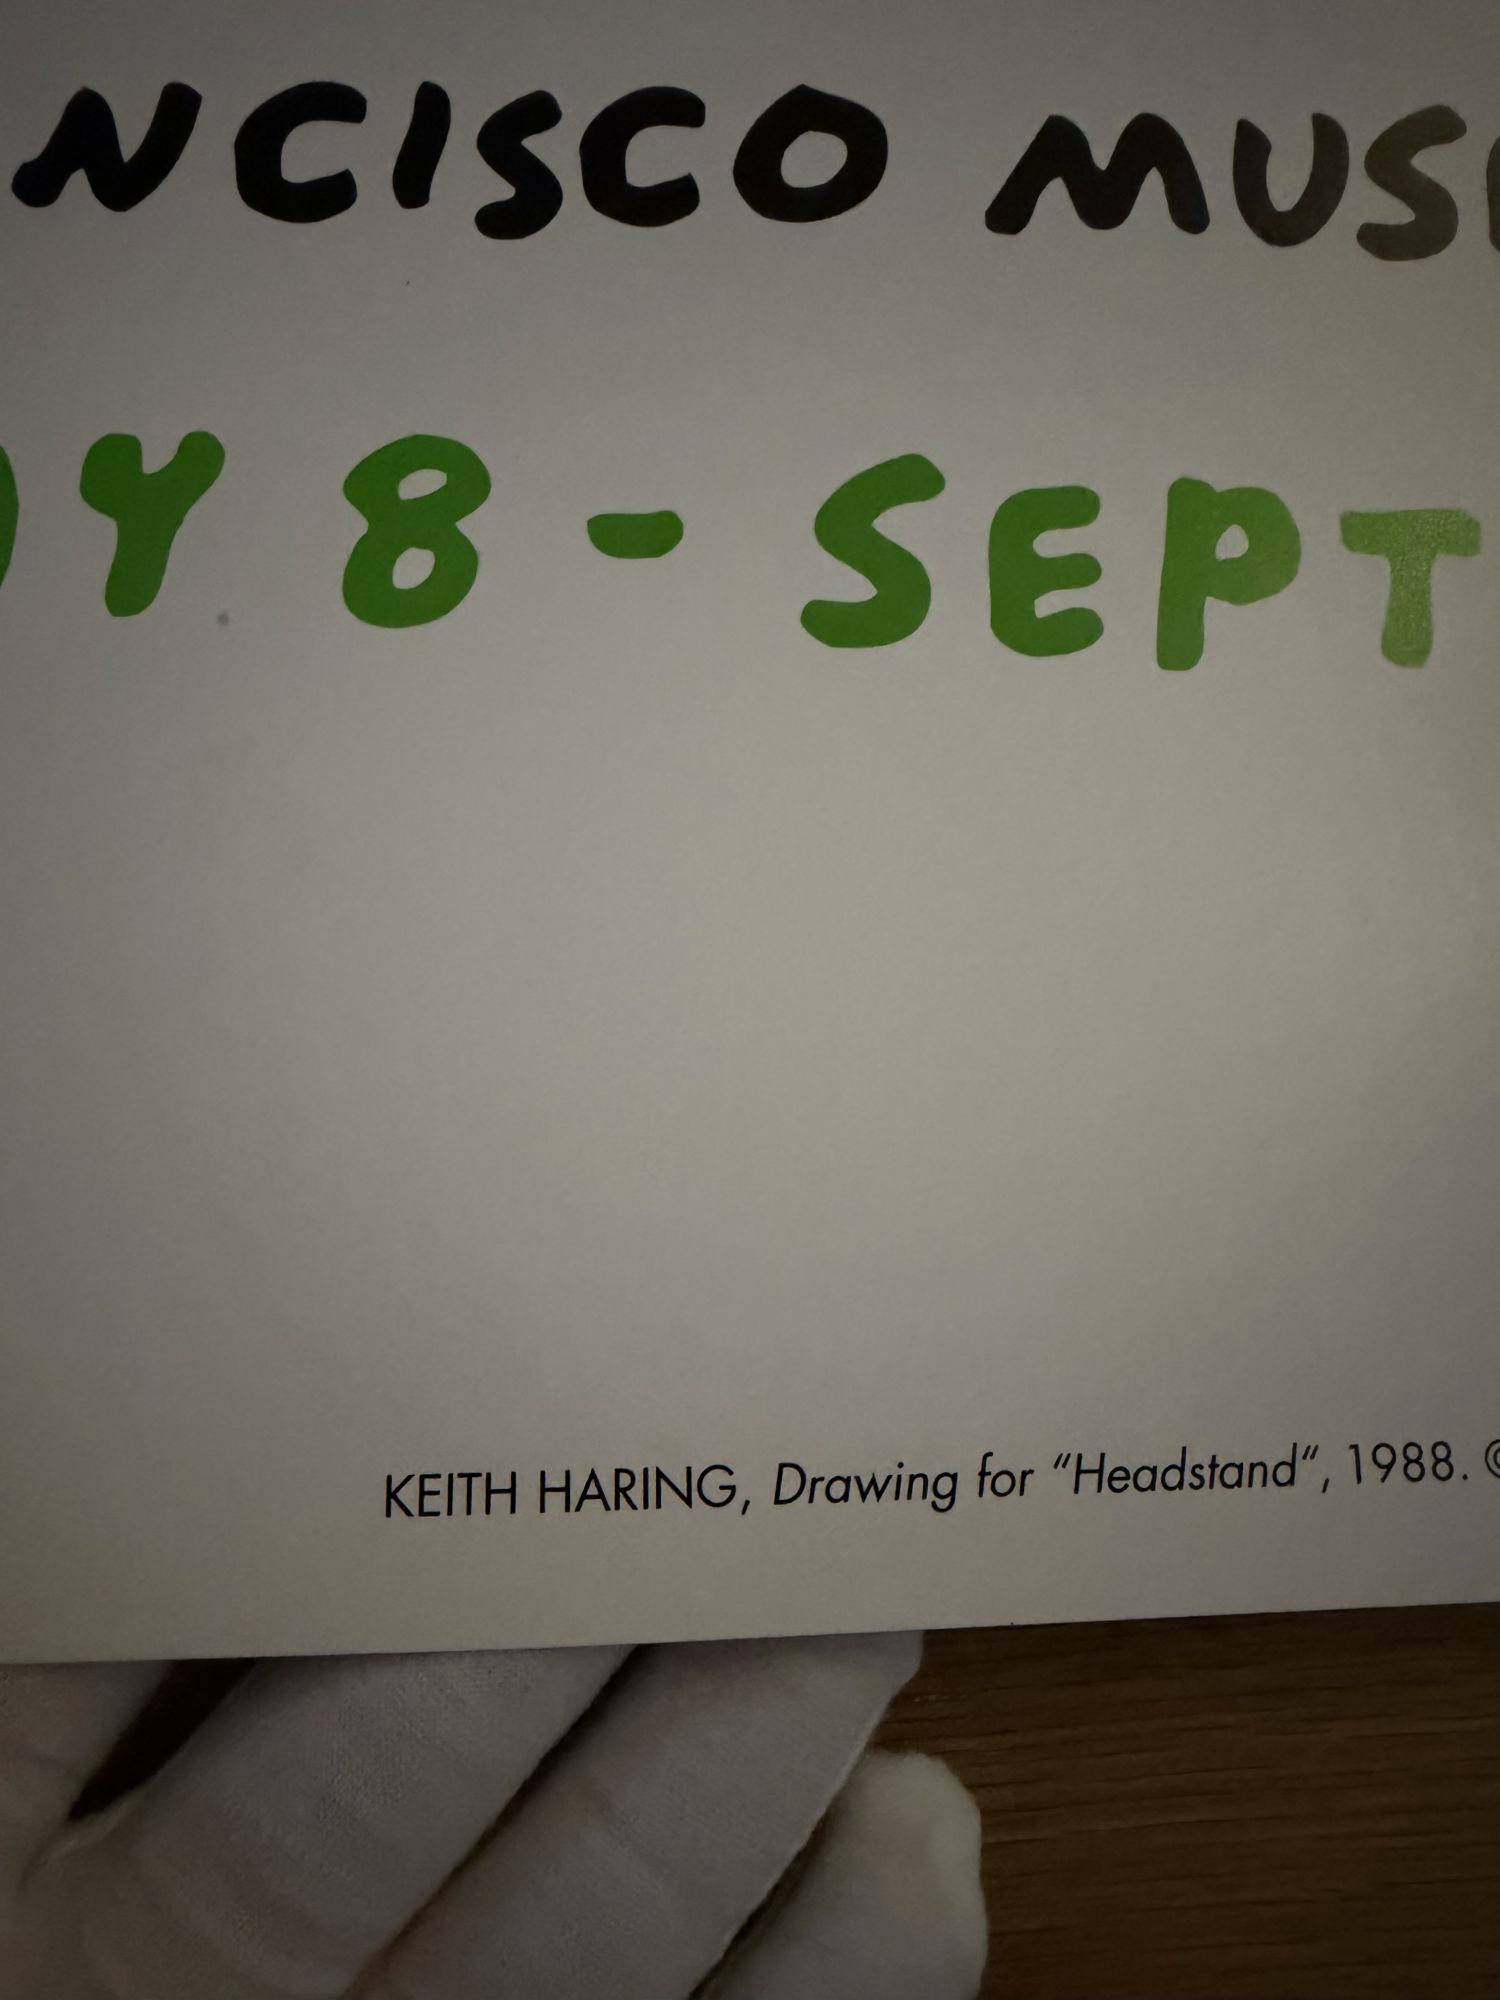 NCISCO MUS
Y 8 - SEPT
KEITH HARING, Drawing for “Headstand“, 1988. ©